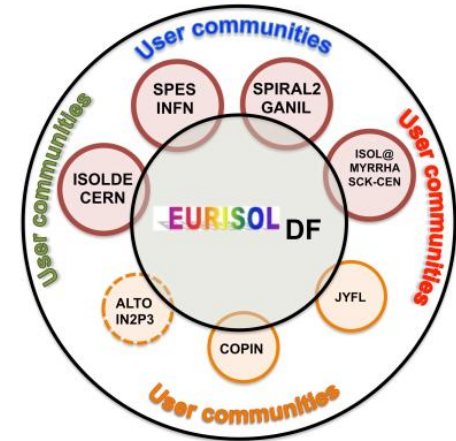 User communities
SPES
INFN
SPIRAL2
GANIL
User communities
User communities
ISOLDE
CERN
ISOL@
MYRRHA
SCK-CEN
EURISOL DF
ALTO
IN2P3
JYFL
COPIN
User communities